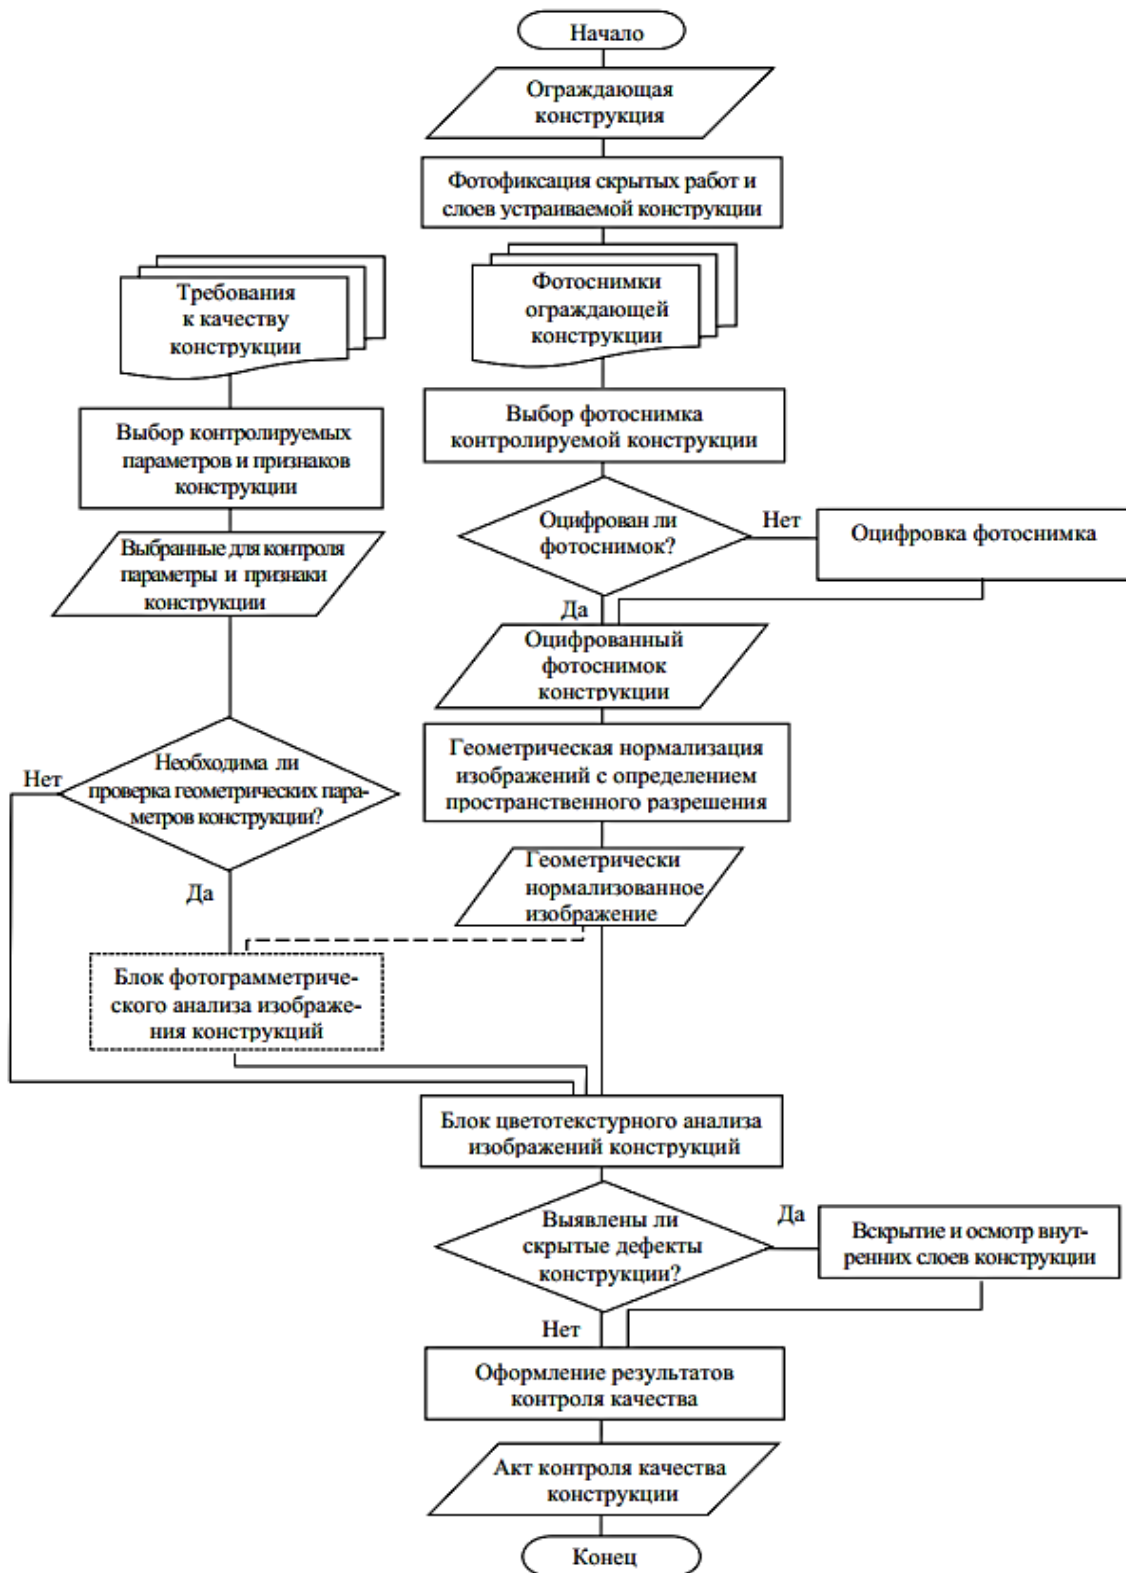 Начало
Ограждающая
конструкция
Фотофиксация скрытых работ и
слоев устраиваемой конструкции
Фотоснимки
ограждающей
конструкции
Требования
к качеству
конструкции
Выбор фотоснимка
контролируемой конструкции
Выбор контролируемых
параметров и признаков
конструкции
Оцифрован ли
фотоснимок?
Нет
Оцифровка фотоснимка
Выбранные для контроля
параметры и признаки
конструкции
Да
Оцифрованный
фотоснимок
конструкции
Геометрическая нормализация
изображений с определением
пространственного разрешения
Нет
Необходима ли
проверка геометрических пара-
метров конструкции?
Да
Геометрически
нормализованное
изображение
Блок фотограмметриче-
ского анализа изображе-
ния конструкций
Блок цветотекстурного анализа
изображений конструкций
Выявлены ли
скрытые дефекты
конструкции?
Да
Вскрытие и осмотр внут-
ренних слоев конструкции
Нет
Оформление результатов
контроля качества
Акт контроля качества
конструкции
Конец